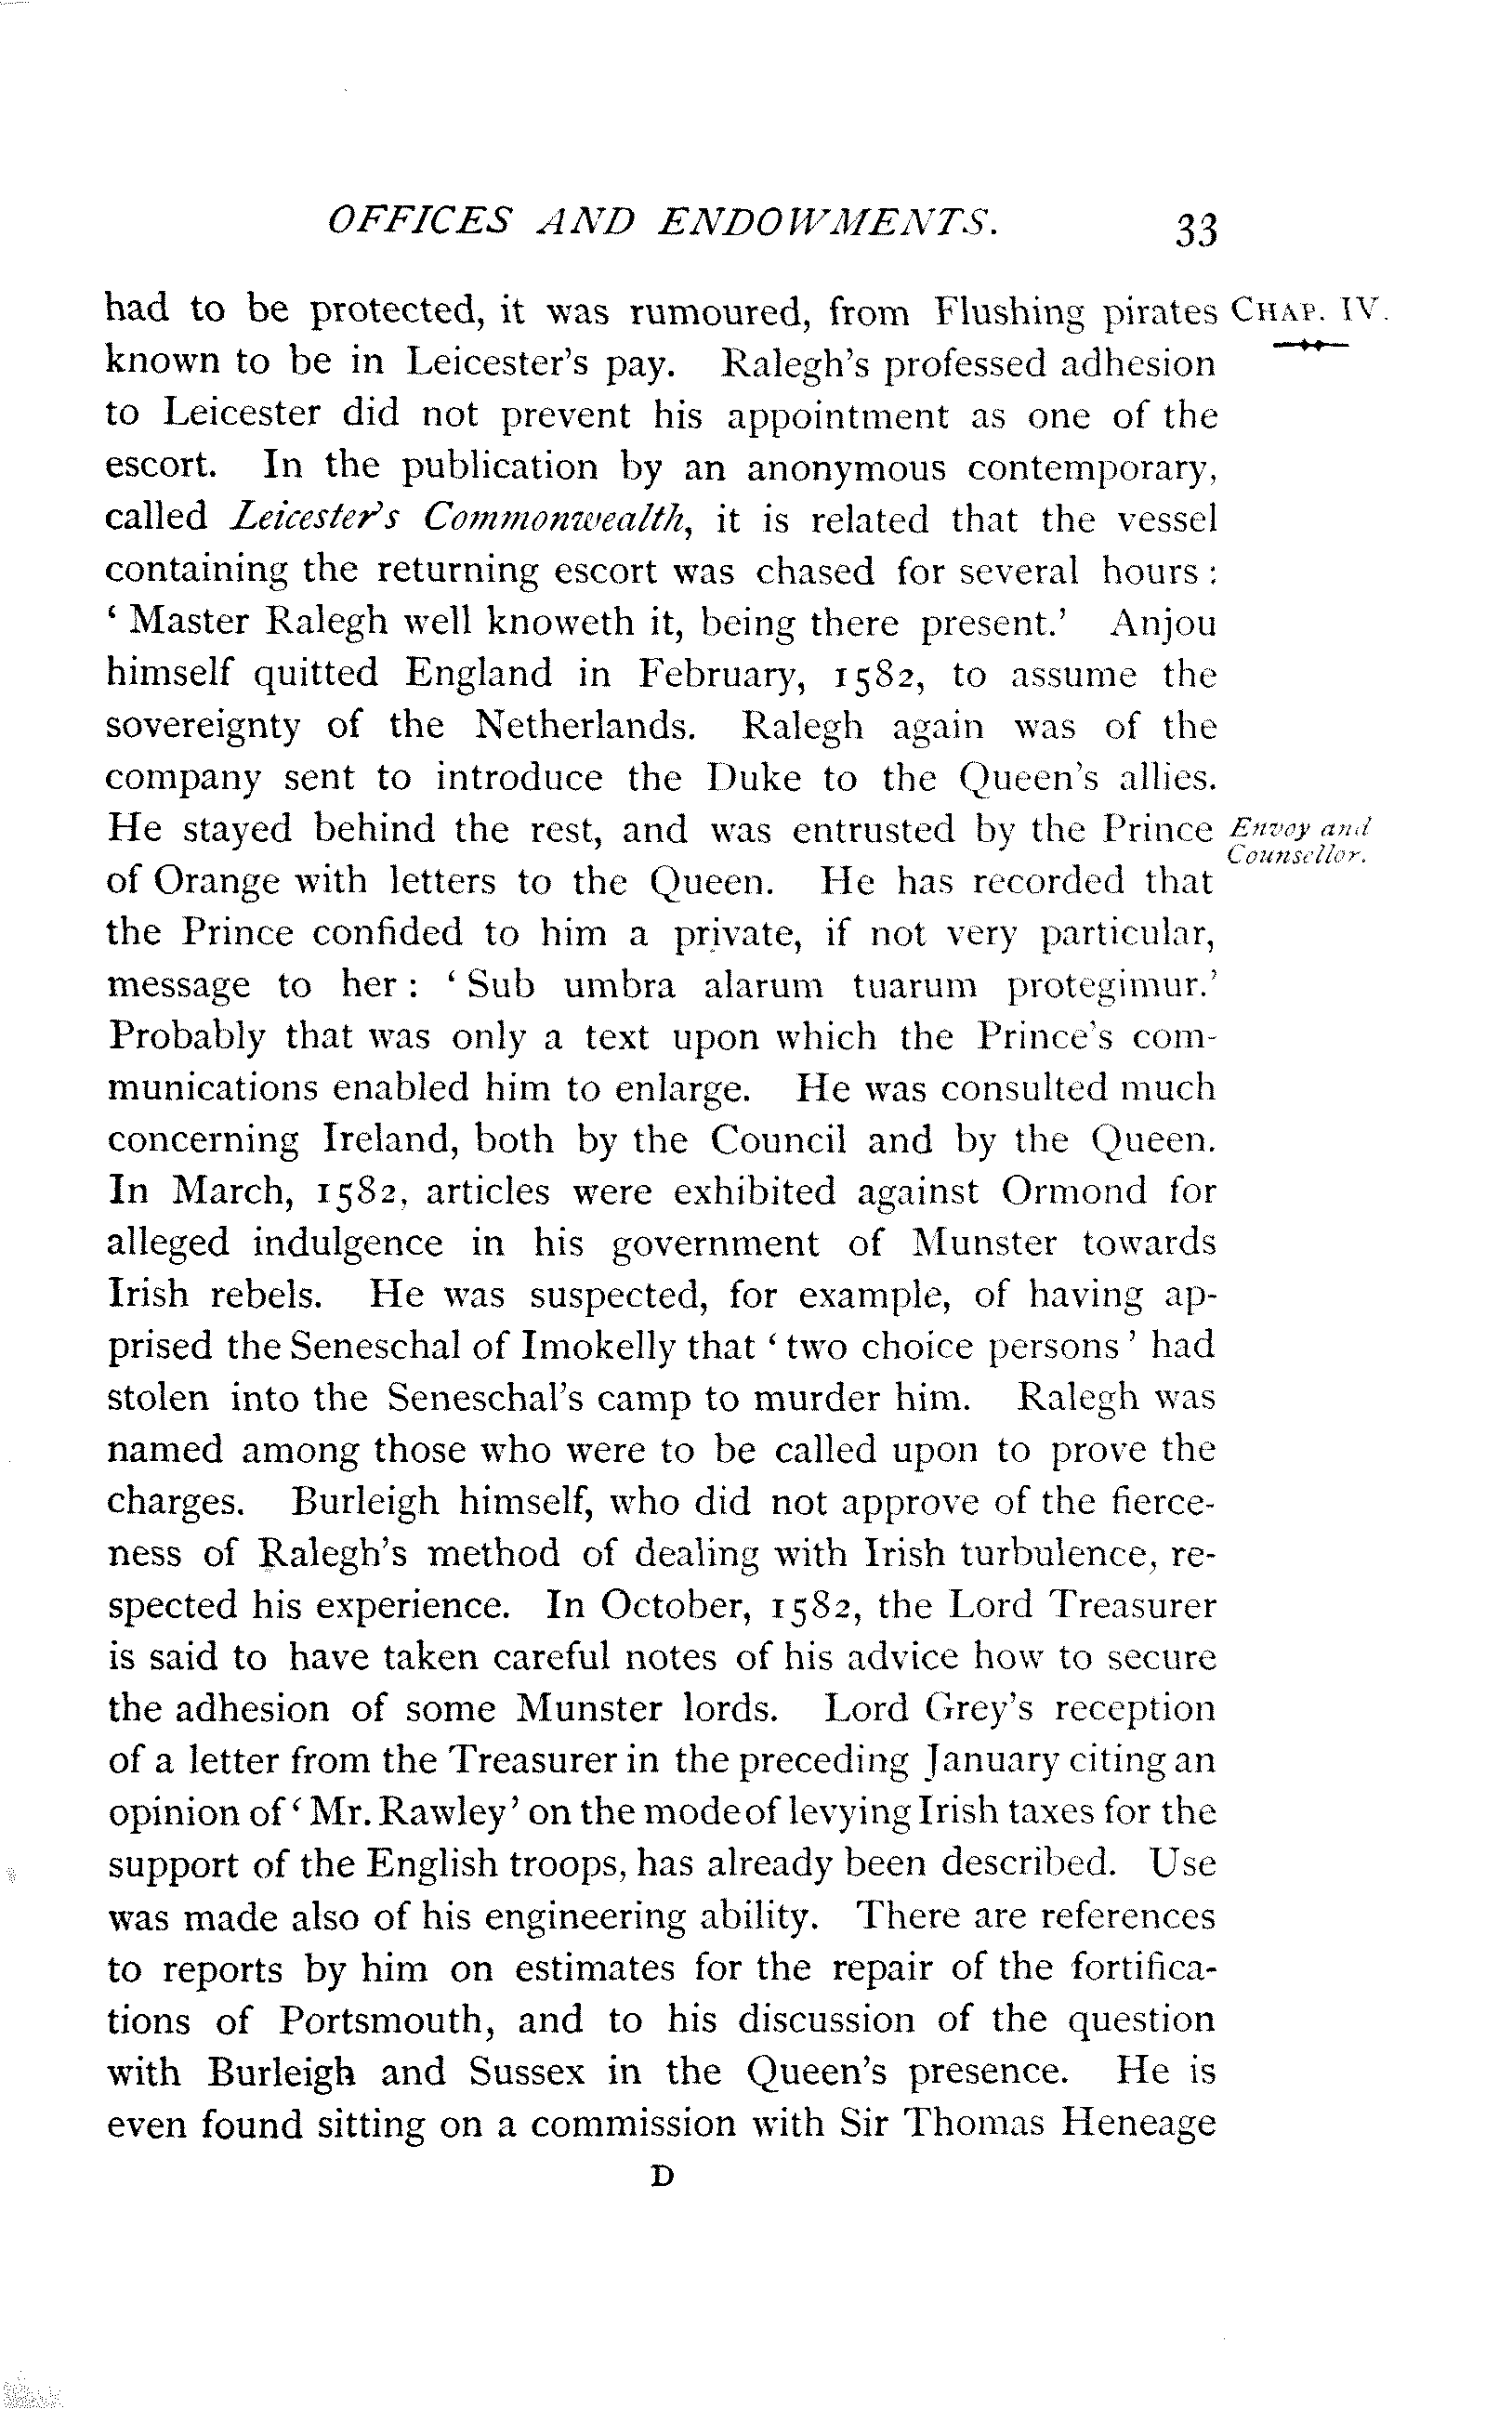 OFFICES AND ENDOWMENTS. 33
had to be protected, it was rumoured, from Flushing pirates CHAP. IV.
known to be in Leicester's pay. Ralegh's professed adhesion
to Leicester did not prevent his appointment as one of the
escort. In the publication by an anonymous contemporary,
called Leicester's Commonwealth, it is related that the vessel
containing the returning escort was chased for several hours :
‘ Master Ralegh well knoweth it, being there present.’ Anjou
himself quitted England in February, 1582, to assume the
sovereignty of the Netherlands. Ralegh again was of the
company sent to introduce the Duke to the Queen's allies.
He stayed behind the rest, and was entrusted by the Prince Envoy and
Counsellor.
of Orange with letters to the Queen. He has recorded that
the Prince confided to him a private, if not very particular,
message to her : ‘ Sub umbra alarum tuarum protegimur.’
Probably that was only a text upon which the Prince's com-
munications enabled him to enlarge. He was consulted much
concerning Ireland, both by the Council and by the Queen.
In March, 1582, articles were exhibited against Ormond for
alleged indulgence in his government of Munster towards
Irish rebels. He was suspected, for example, of having ap-
prised the Seneschal of Imokelly that ‘ two choice persons ’ had
stolen into the Seneschal's camp to murder him. Ralegh was
named among those who were to be called upon to prove the
charges. Burleigh himself, who did not approve of the fierce-
ness of Ralegh's method of dealing with Irish turbulence, re-
spected his experience. In October, 1582, the Lord Treasurer
is said to have taken careful notes of his advice how to secure
the adhesion of some Munster lords. Lord Grey's reception
of a letter from the Treasurer in the preceding January citing an
opinion of ‘ Mr. Rawley’ on the mode of levying Irish taxes for the
support of the English troops, has already been described. Use
was made also of his engineering ability. There are references
to reports by him on estimates for the repair of the fortifica-
tions of Portsmouth, and to his discussion of the question
with Burleigh and Sussex in the Queen's presence. He is
even found sitting on a commission with Sir Thomas Heneage
D